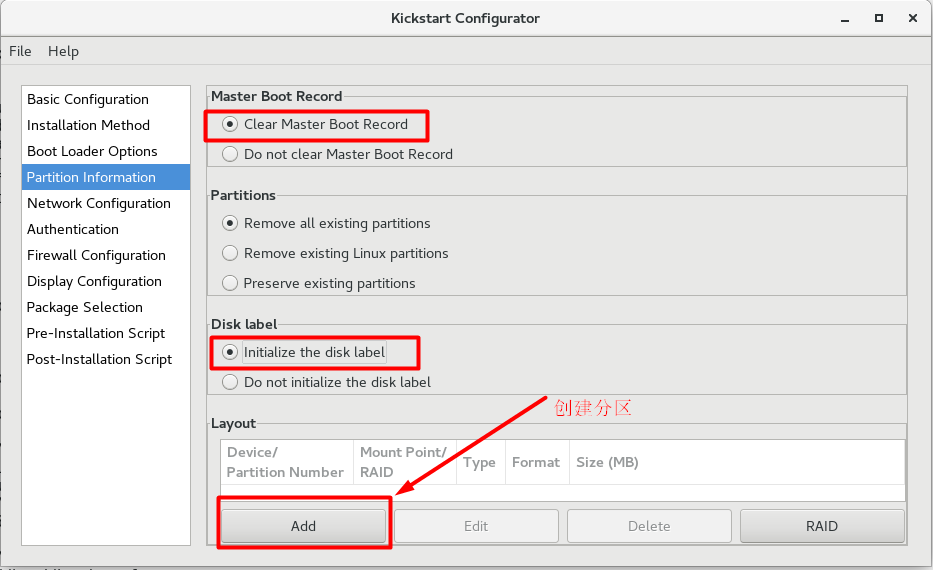 Kickstart Configurator
File Help
Basic Configuration
Installation Method
Boot Loader Options
Partition Information
Network Configuration
Authentication
Firewall Configuration
Display Configuration
Package Selection
Pre-Installation Script
Post-Installation Script
Master Boot Record
Clear Master Boot Record
Do not clear Master Boot Record
Partitions
Remove all existing partitions
Remove existing Linux partitions
Preserve existing partitions
Disk label
Initialize the disk label
Do not initialize the disk label
创建分区
Layout
Device/
Partition Number
Mount Point/
RAID
Type
Format
Size (MB)
Add
Edit
Delete
RAID